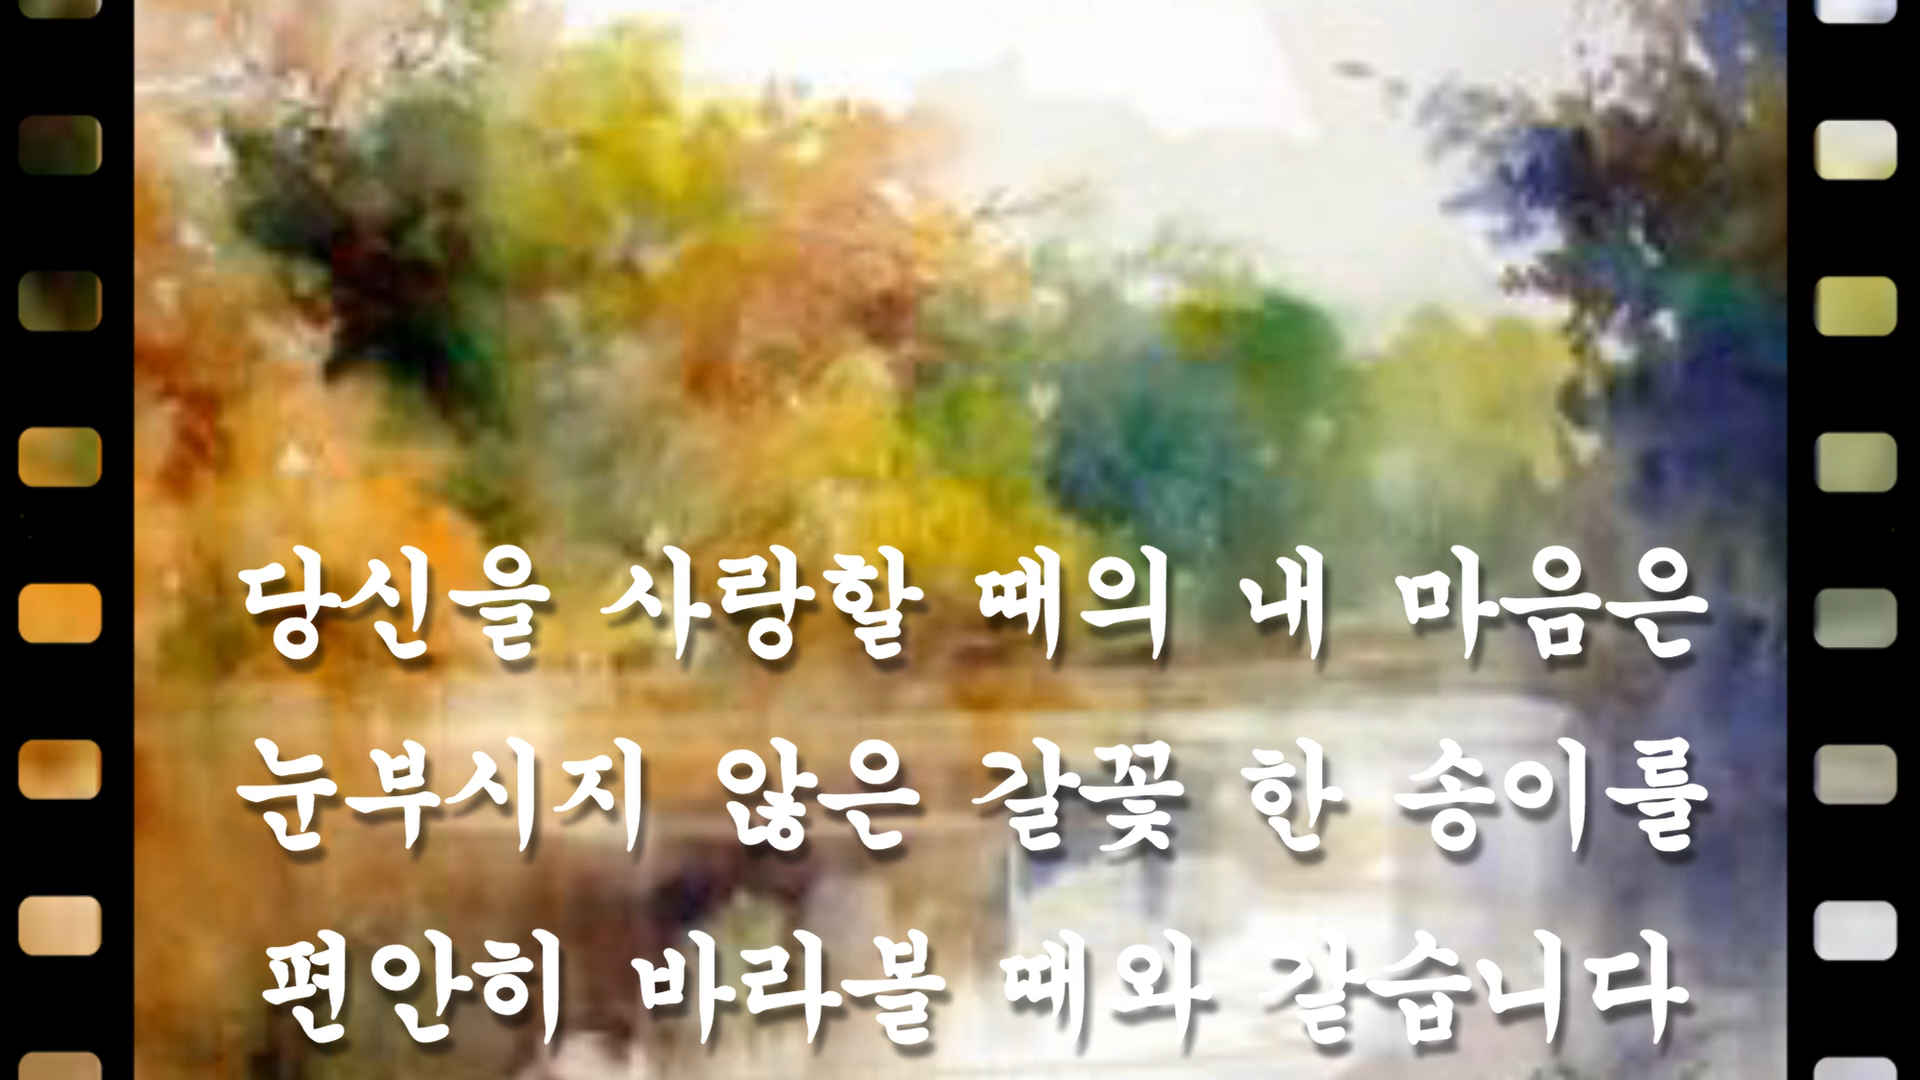 당신을 사랑할 때의 내 마음은
눈부시지 않은 갈꽃 한 송이를
편안히 바라볼 때와 같습니다